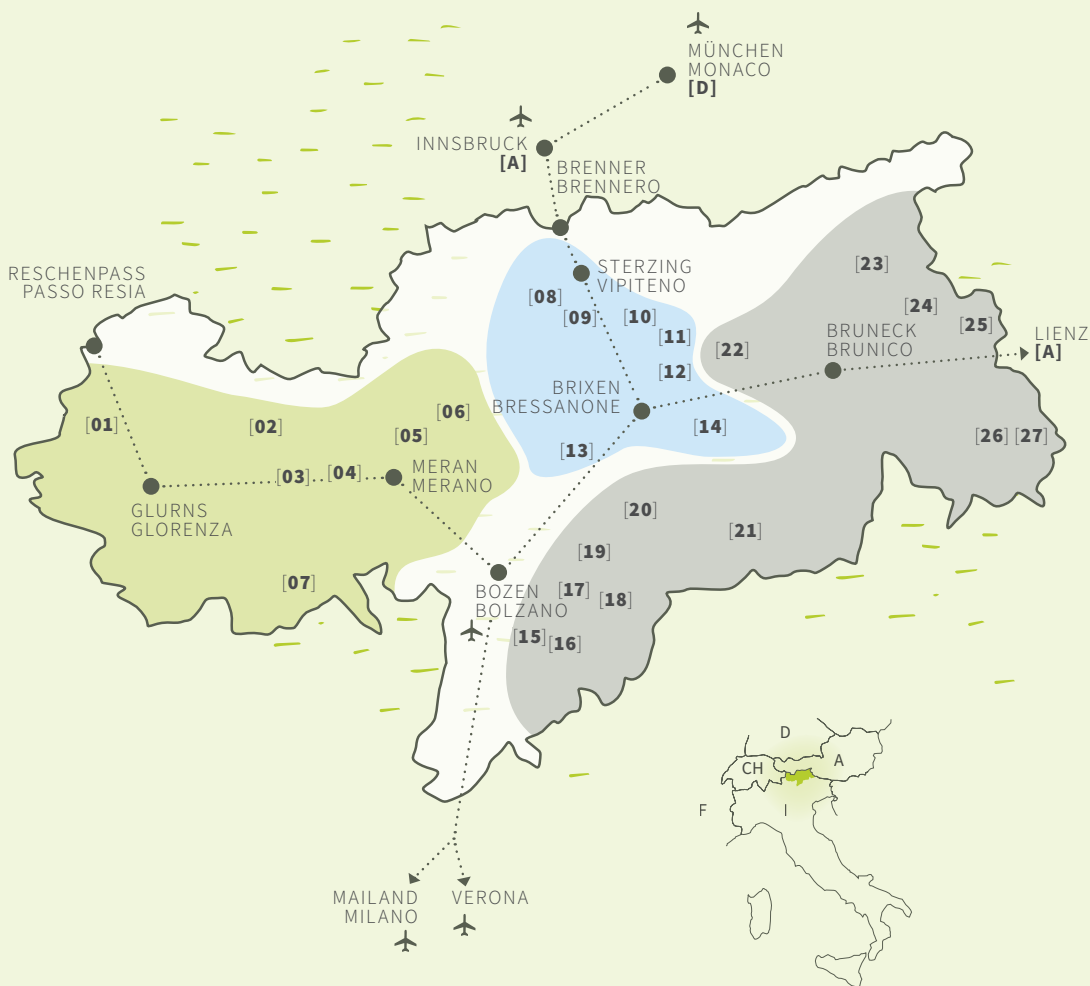 MÜNCHEN
MONACO
[D]
INNSBRUCK
[A]
BRENNER
BRENNERO
RESCHENPASS
PASSO RESIA
STERZING
VIPITENO
[08]
[09]
[10]
[11]
[12]
[22]
[23]
[24]
[25]
BRUNECK
BRUNICO
LIENZ
[A]
BRIXEN
BRESSANONE
[01]
[02]
[06]
[05]
[03]
[04]
MERAN
MERANO
[13]
[14]
[26] [27]
GLURNS
GLORENZA
[07]
[20]
[21]
[19]
[17]
[18]
BOZEN
BOLZANO
[15]
[16]
MAILAND
MILANO
VERONA
D
CH
A
F
I